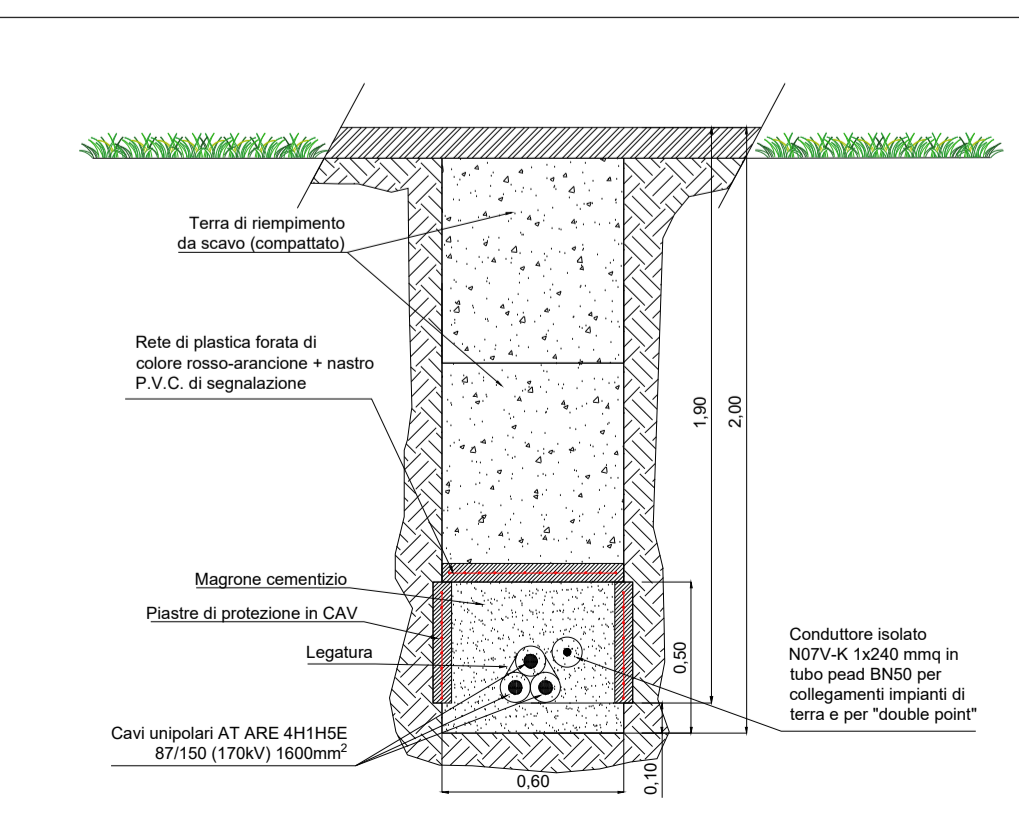 Terra di riempimento
da scavo (compattato)
Rete di plastica forata di
colore rosso-arancione + nastro
P.V.C. di segnalazione
1,90
2,00
Magrone cementizio
Piastre di protezione in CAV
Legatura
0,50
Conduttore isolato
N07V-K 1x240 mmq in
tubo pead BN50 per
collegamenti impianti di
terra e per "double point"
Cavi unipolari AT ARE 4H1H5E
87/150 (170kV) 1600mm²
0,60
0,10